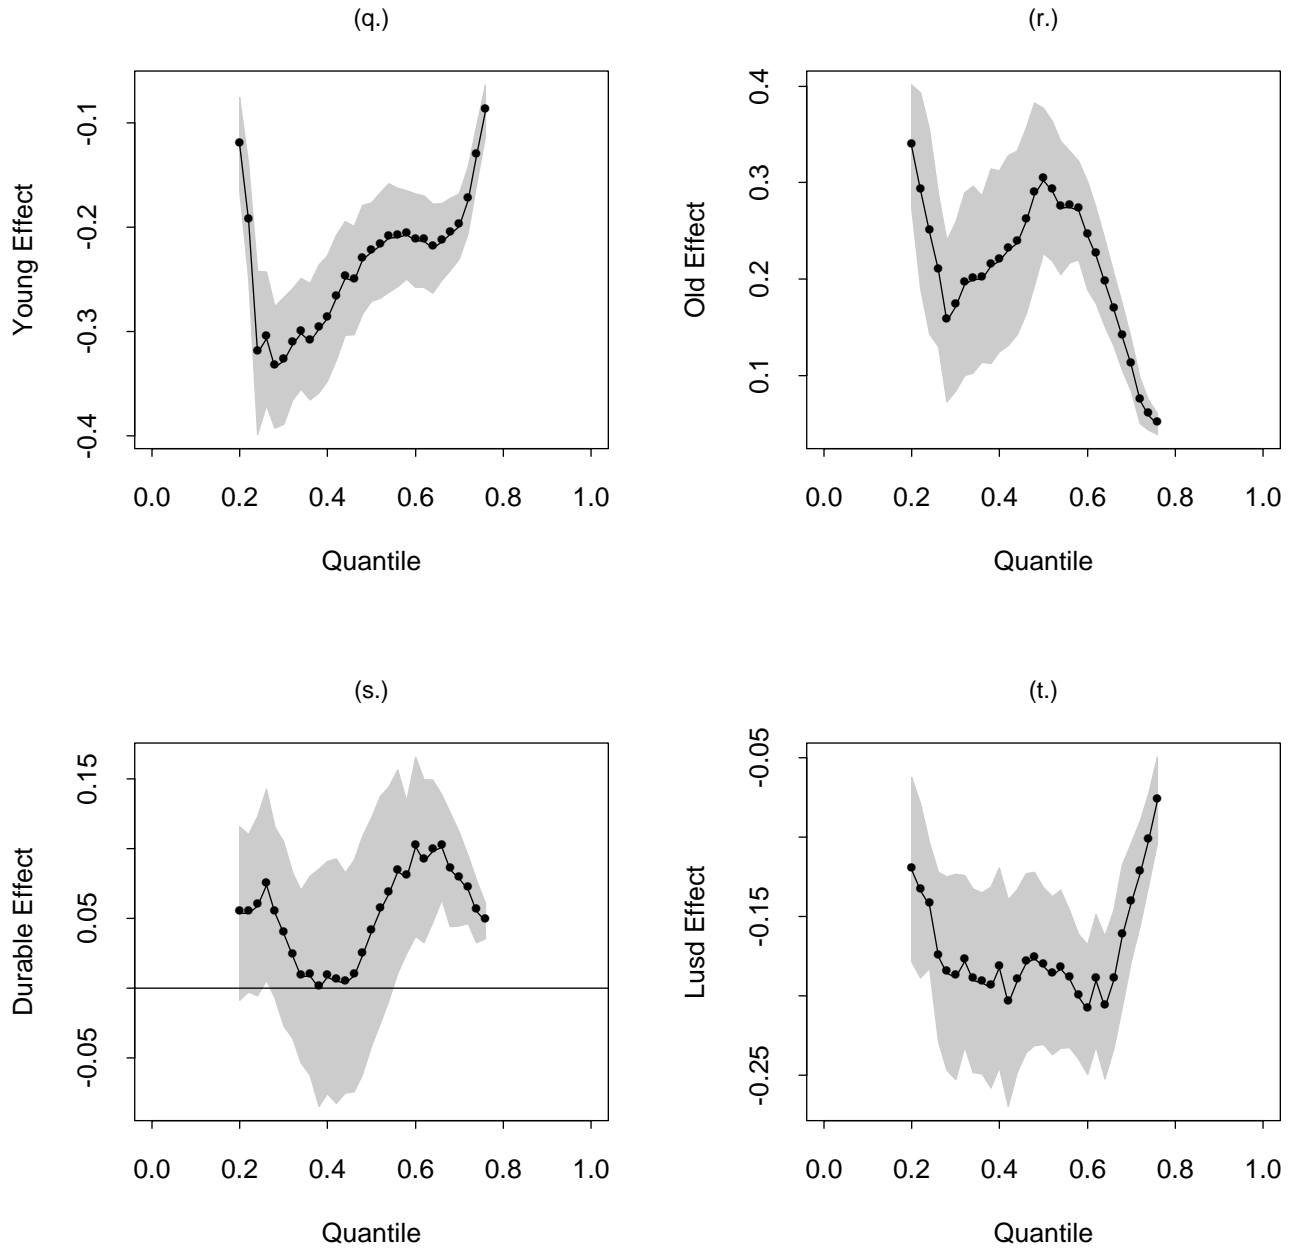 (q.)
Young Effect
-0.1
-0.2
-0.3
-0.4
0.0 0.2 0.4 0.6 0.8 1.0
Quantile
(r.)
Old Effect
0.4
0.3
0.2
0.1
0.0 0.2 0.4 0.6 0.8 1.0
Quantile
(s.)
Durable Effect
0.15
0.05
-0.05
0.0 0.2 0.4 0.6 0.8 1.0
Quantile
(t.)
Lusd Effect
-0.05
-0.15
-0.25
0.0 0.2 0.4 0.6 0.8 1.0
Quantile